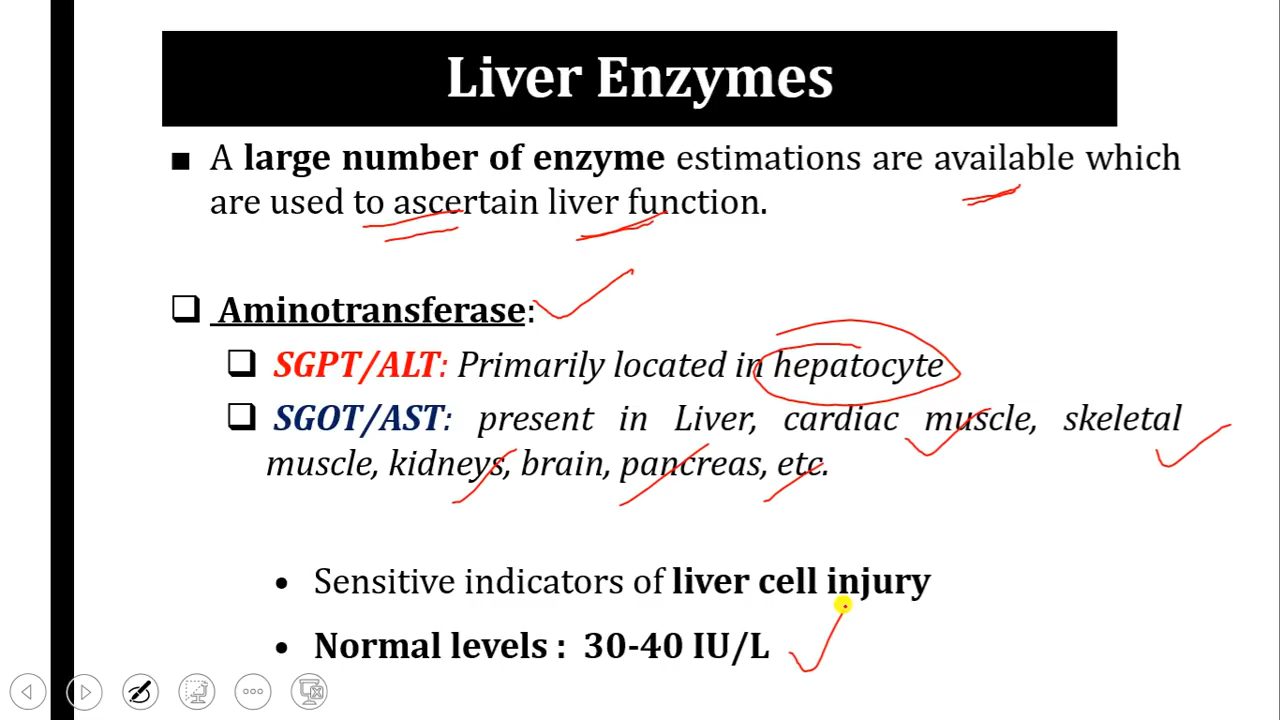 Liver Enzymes
■ A large number of enzyme estimations are available which
are used to ascertain liver function.
❑ Aminotransferase:
❑ SGPT/ALT: Primarily located in hepatocyte
❑ SGOT/AST: present in Liver, cardiac muscle, skeletal
muscle, kidneys, brain, pancreas, etc.
• Sensitive indicators of liver cell injury
• Normal levels : 30-40 IU/L